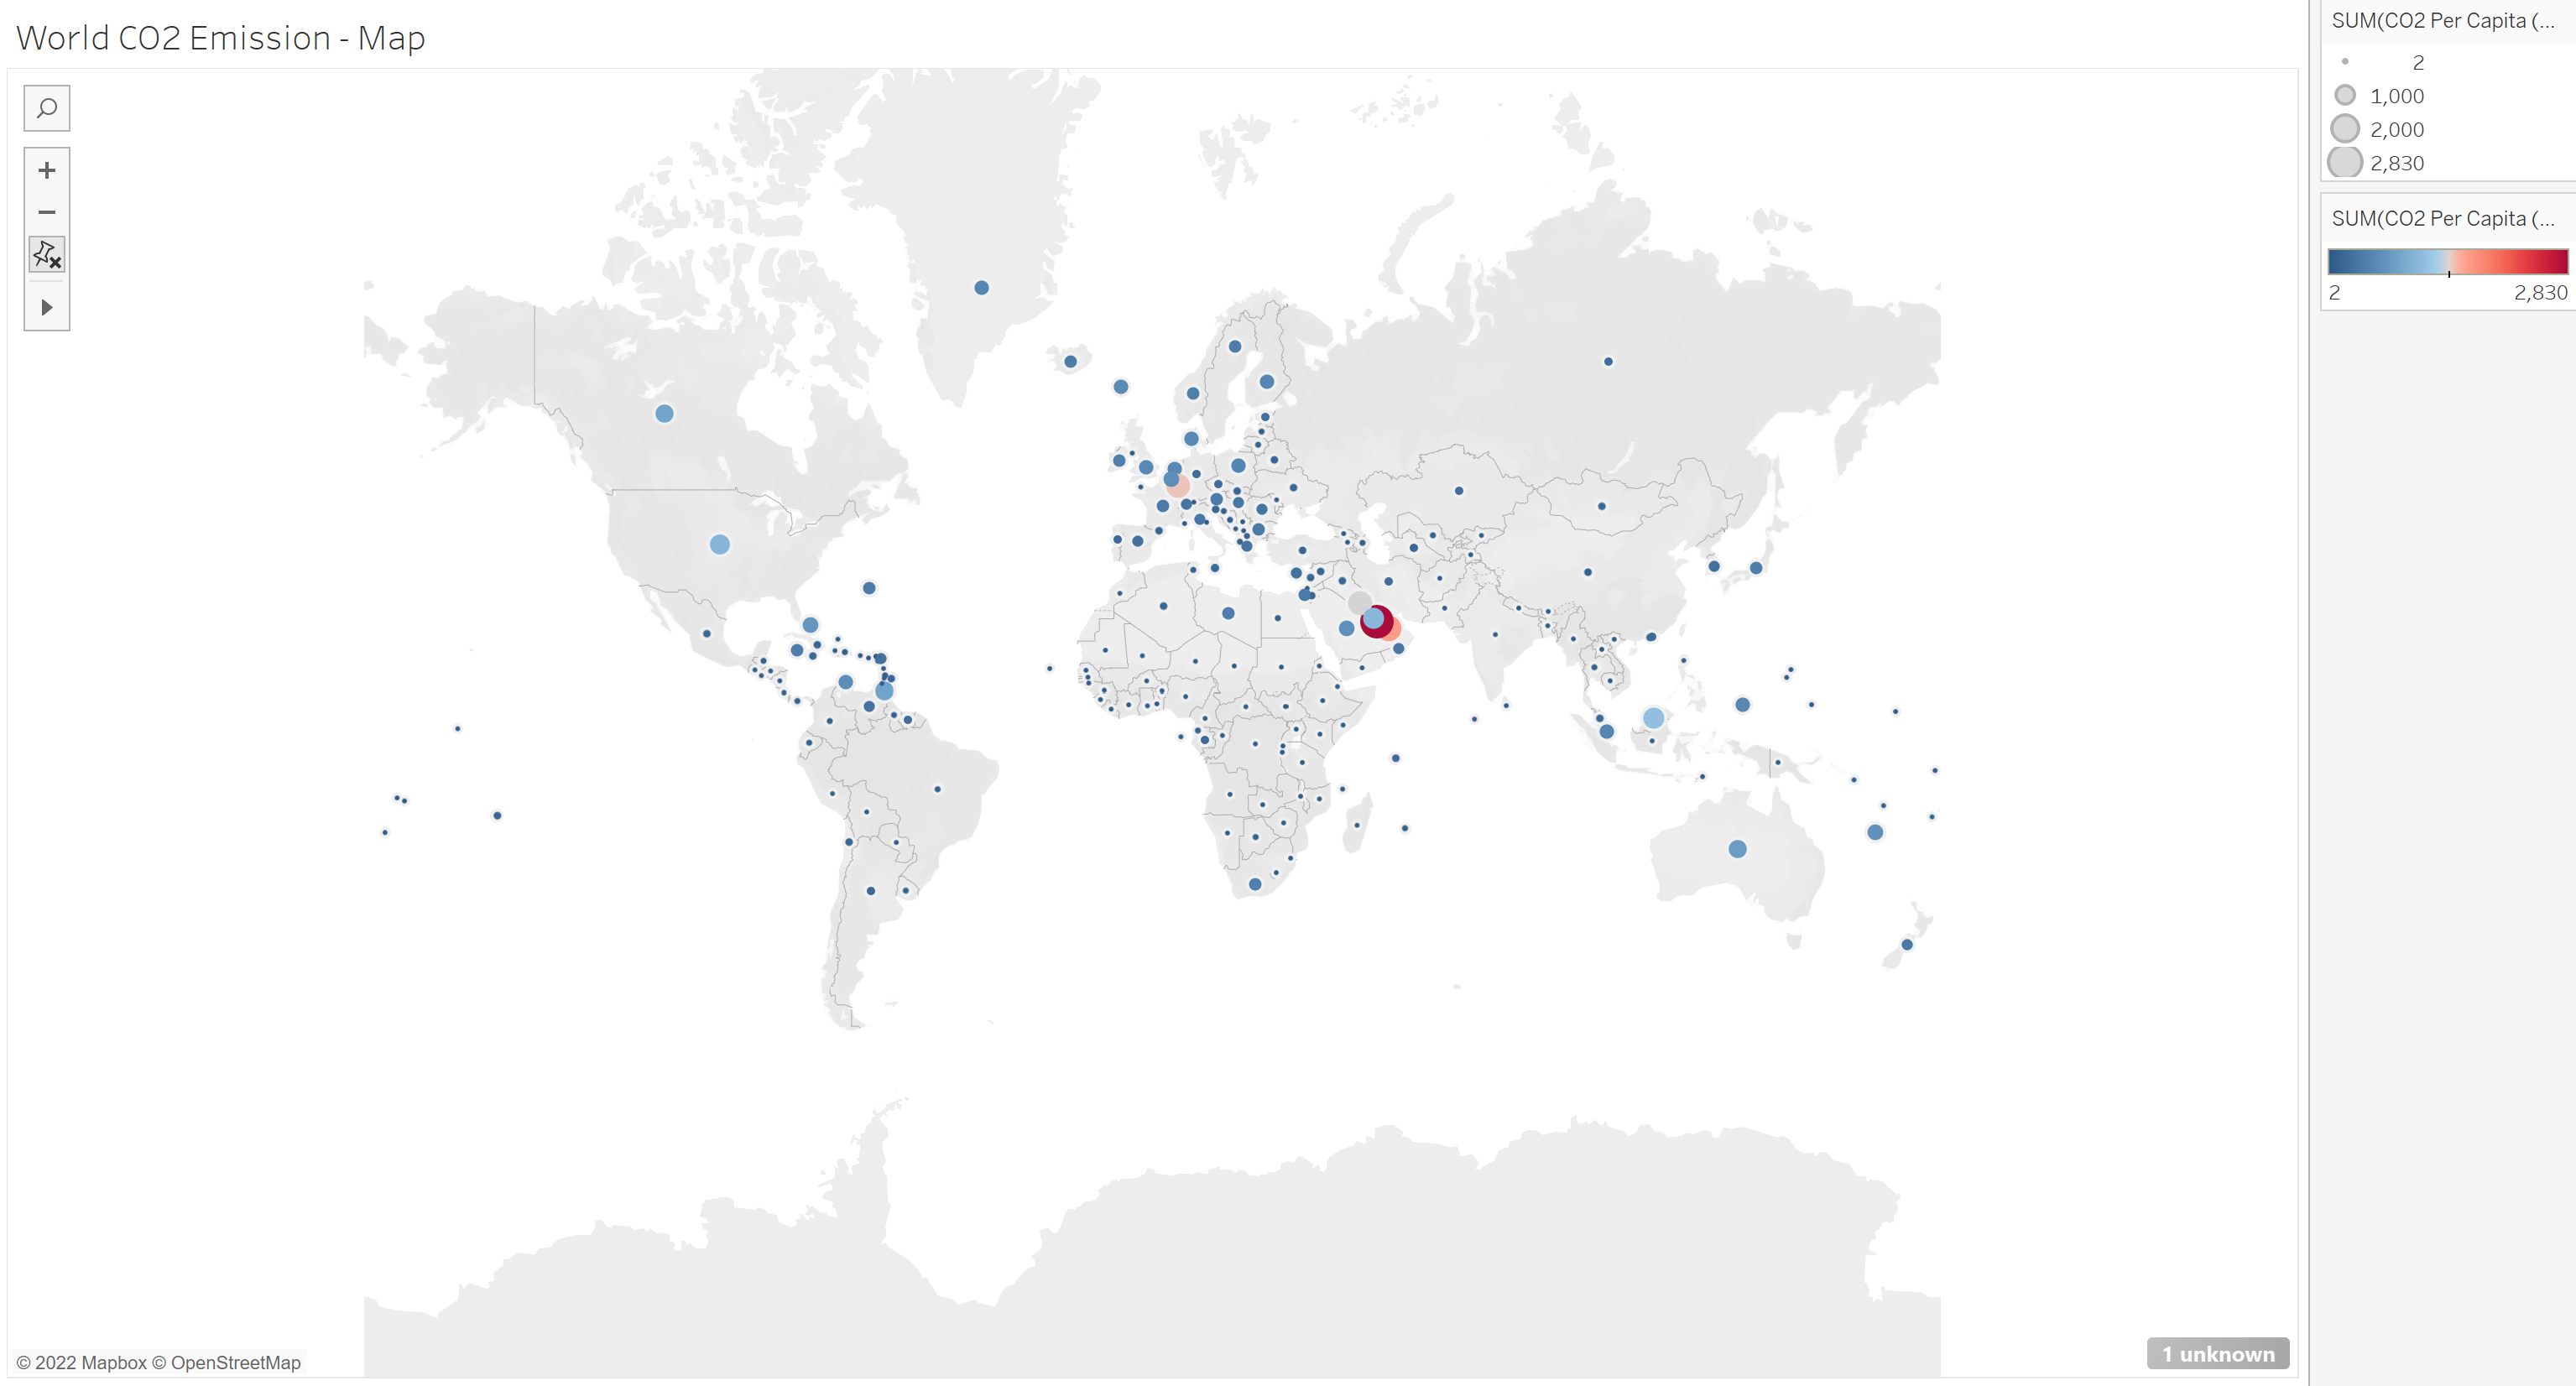 World CO2 Emission - Map
SUM(CO2 Per Capita (...
2
1,000
2,000
2,830
SUM(CO2 Per Capita (...
2 2,830
© 2022 Mapbox © OpenStreetMap
1 unknown